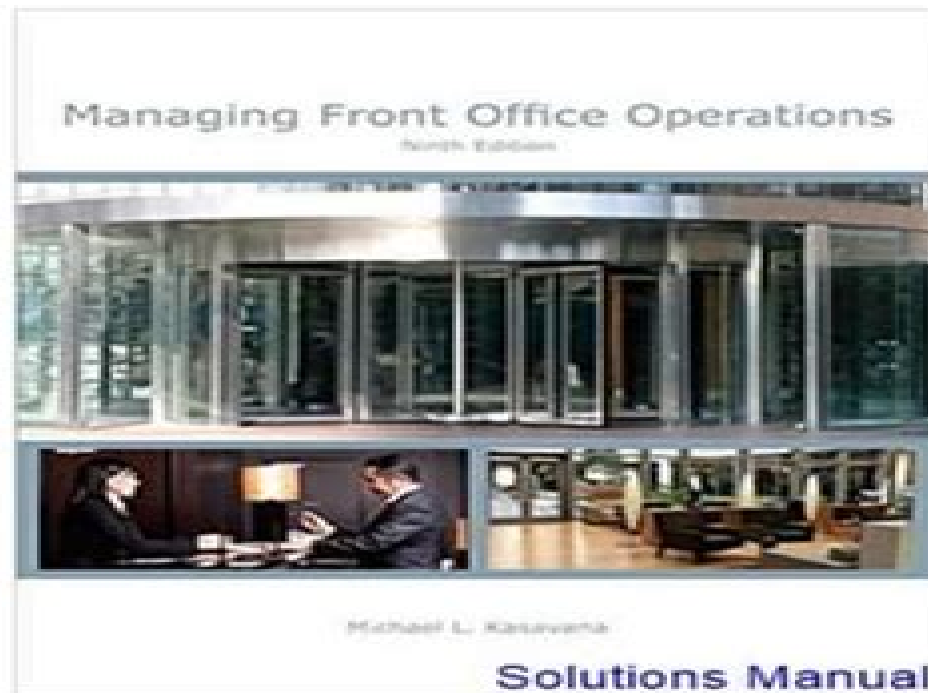 Managing Front Office Operations
Ninth Edition
Michael L. Kasavana
Solutions Manual